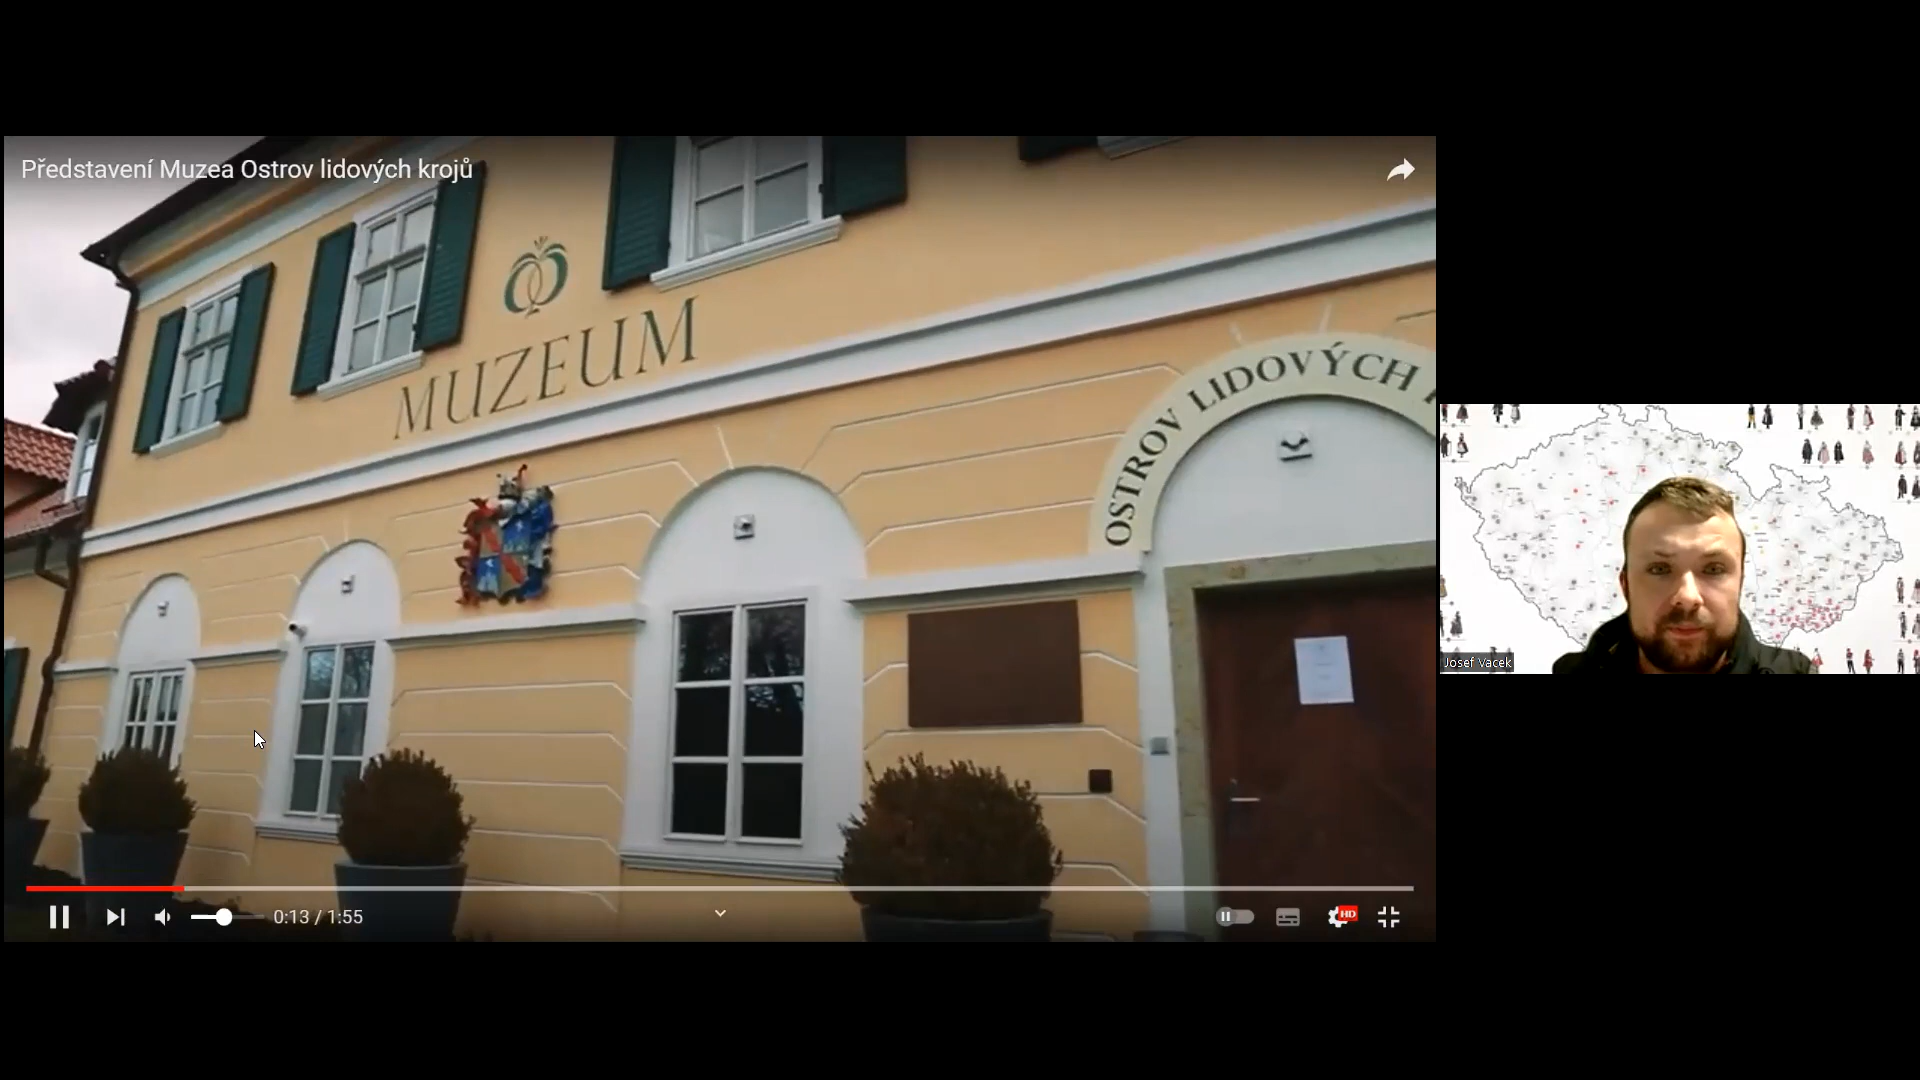 Představení Muzea Ostrov lidových krojů
MUZEUM
OSTROV LIDOVÝCH
Josef Vacek
0:13 / 1:55
HD